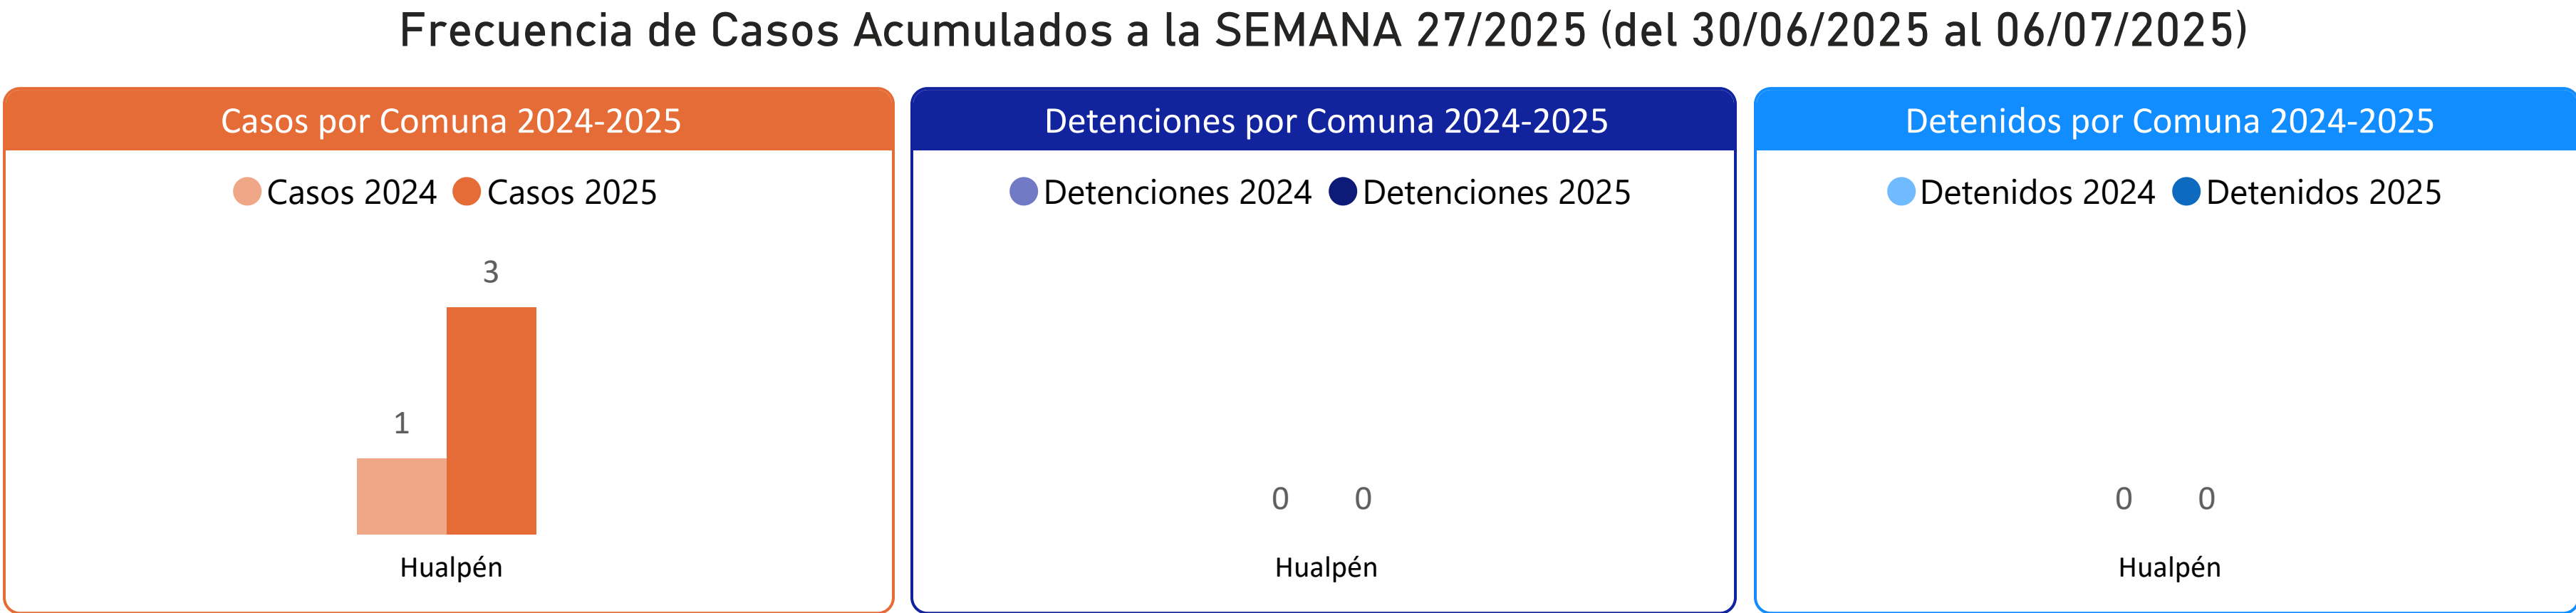 Frecuencia de Casos Acumulados a la SEMANA 27/2025 (del 30/06/2025 al 06/07/2025)
Casos por Comuna 2024-2025
Casos 2024 Casos 2025
3
1
Hualpén
Detenciones por Comuna 2024-2025
Detenciones 2024 Detenciones 2025
0 0
Hualpén
Detenidos por Comuna 2024-2025
Detenidos 2024 Detenidos 2025
0 0
Hualpén